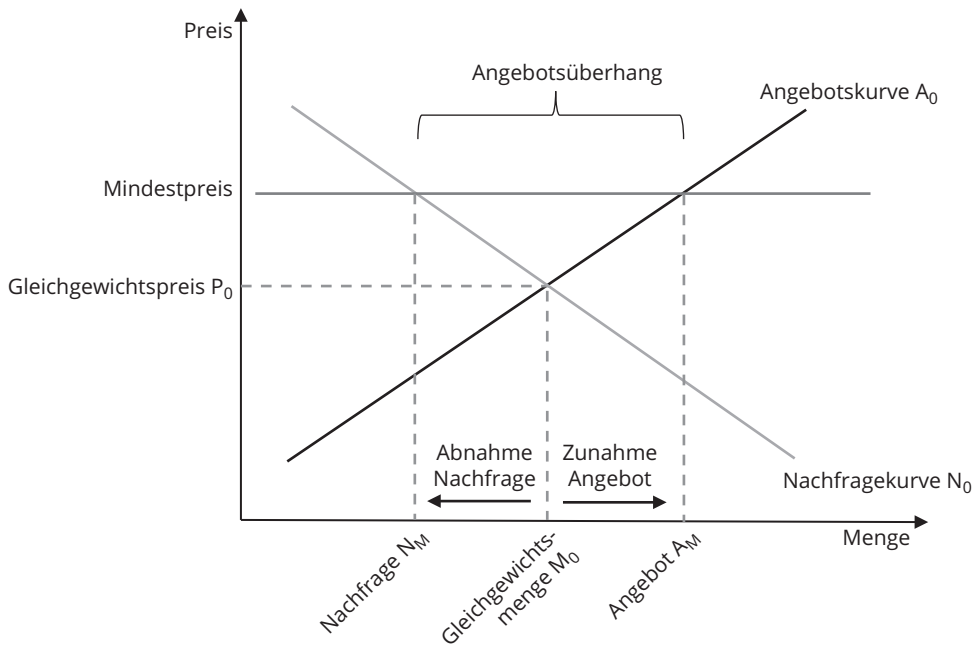 Preis
Angebotsüberhang
Angebotskurve A₀
Mindestpreis
Gleichgewichtspreis P₀
Abnahme
Nachfrage
Zunahme
Angebot
Nachfragekurve N₀
Menge
Nachfrage Nₘ
Gleichgewichts-
menge M₀
Angebot Aₘ